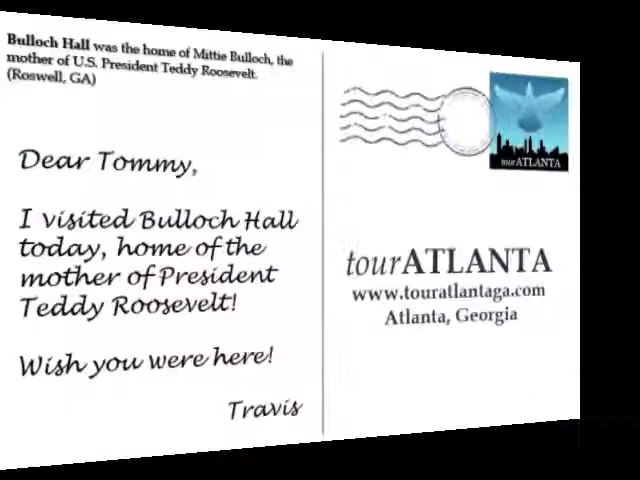 Bulloch Hall was the home of Mittie Bulloch, the
mother of U.S. President Teddy Roosevelt.
(Roswell, GA)
Dear Tommy,
I visited Bulloch Hall
today, home of the
mother of President
Teddy Roosevelt!
Wish you were here!
Travis
tourATLANTA
tourATLANTA
www.touratlantaga.com
Atlanta, Georgia